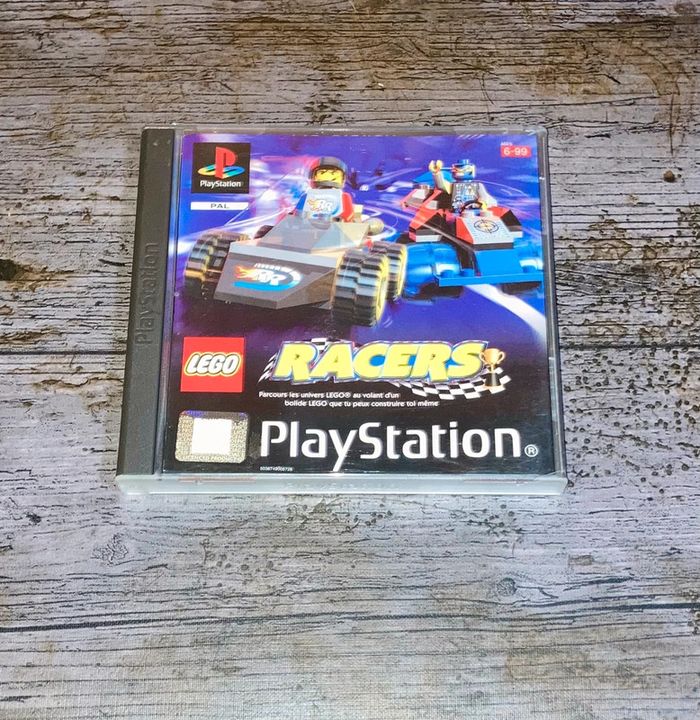 PlayStation
PlayStation
PAL
AGES
6-99
LEGO
RACERS
Parcours les univers LEGO® au volant d'un
bolide LEGO que tu peux construire toi même
PlayStation®